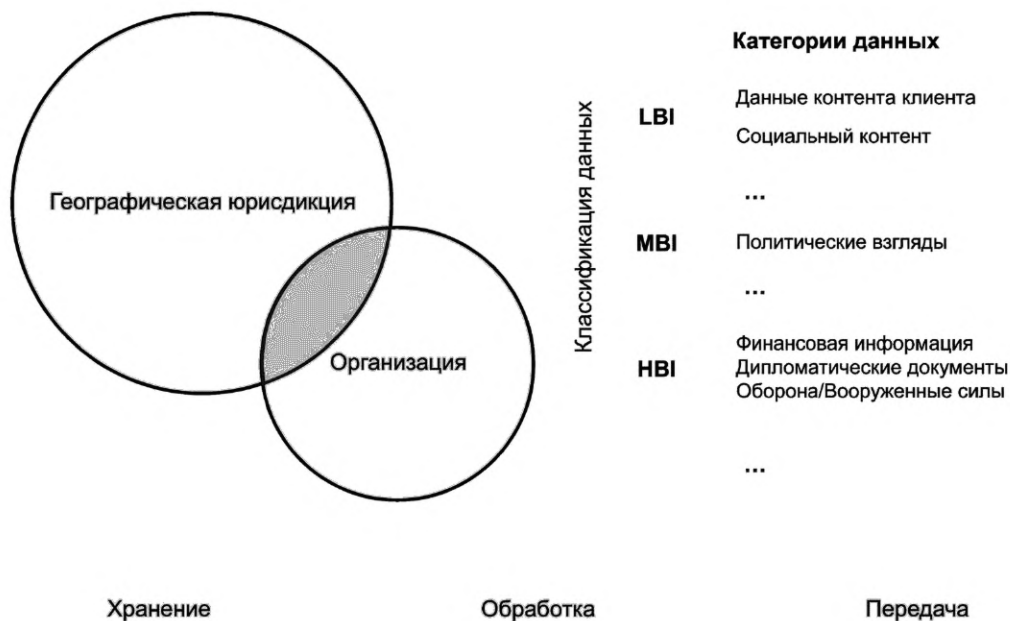 Географическая юрисдикция
Организация
Классификация данных
Категории данных
LBI
Данные контента клиента
Социальный контент
...
MBI
Политические взгляды
...
HBI
Финансовая информация
Дипломатические документы
Оборона/Вооруженные силы
...
Хранение
Обработка
Передача